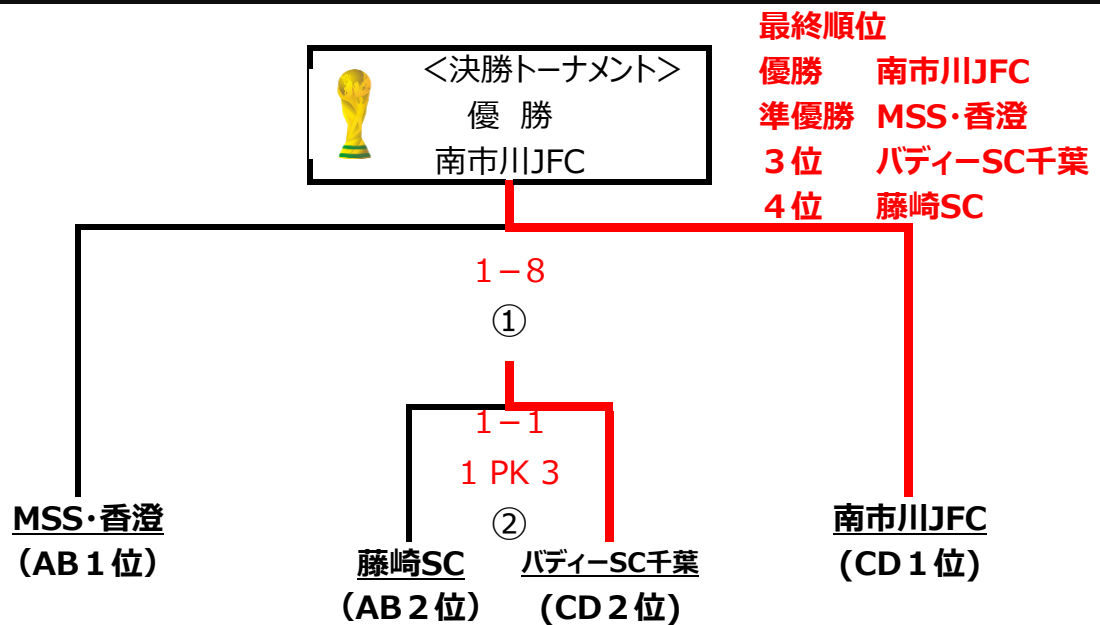 最終順位
優勝 南市川JFC
準優勝 MSS・香澄
３位 バディーSC千葉
４位 藤崎SC
＜決勝トーナメント＞
優 勝
南市川JFC
１－８
①
１－１
１ PK ３
②
MSS・香澄
（AB１位）
藤崎SC
（AB２位）
バディーSC千葉
(CD２位)
南市川JFC
(CD１位)